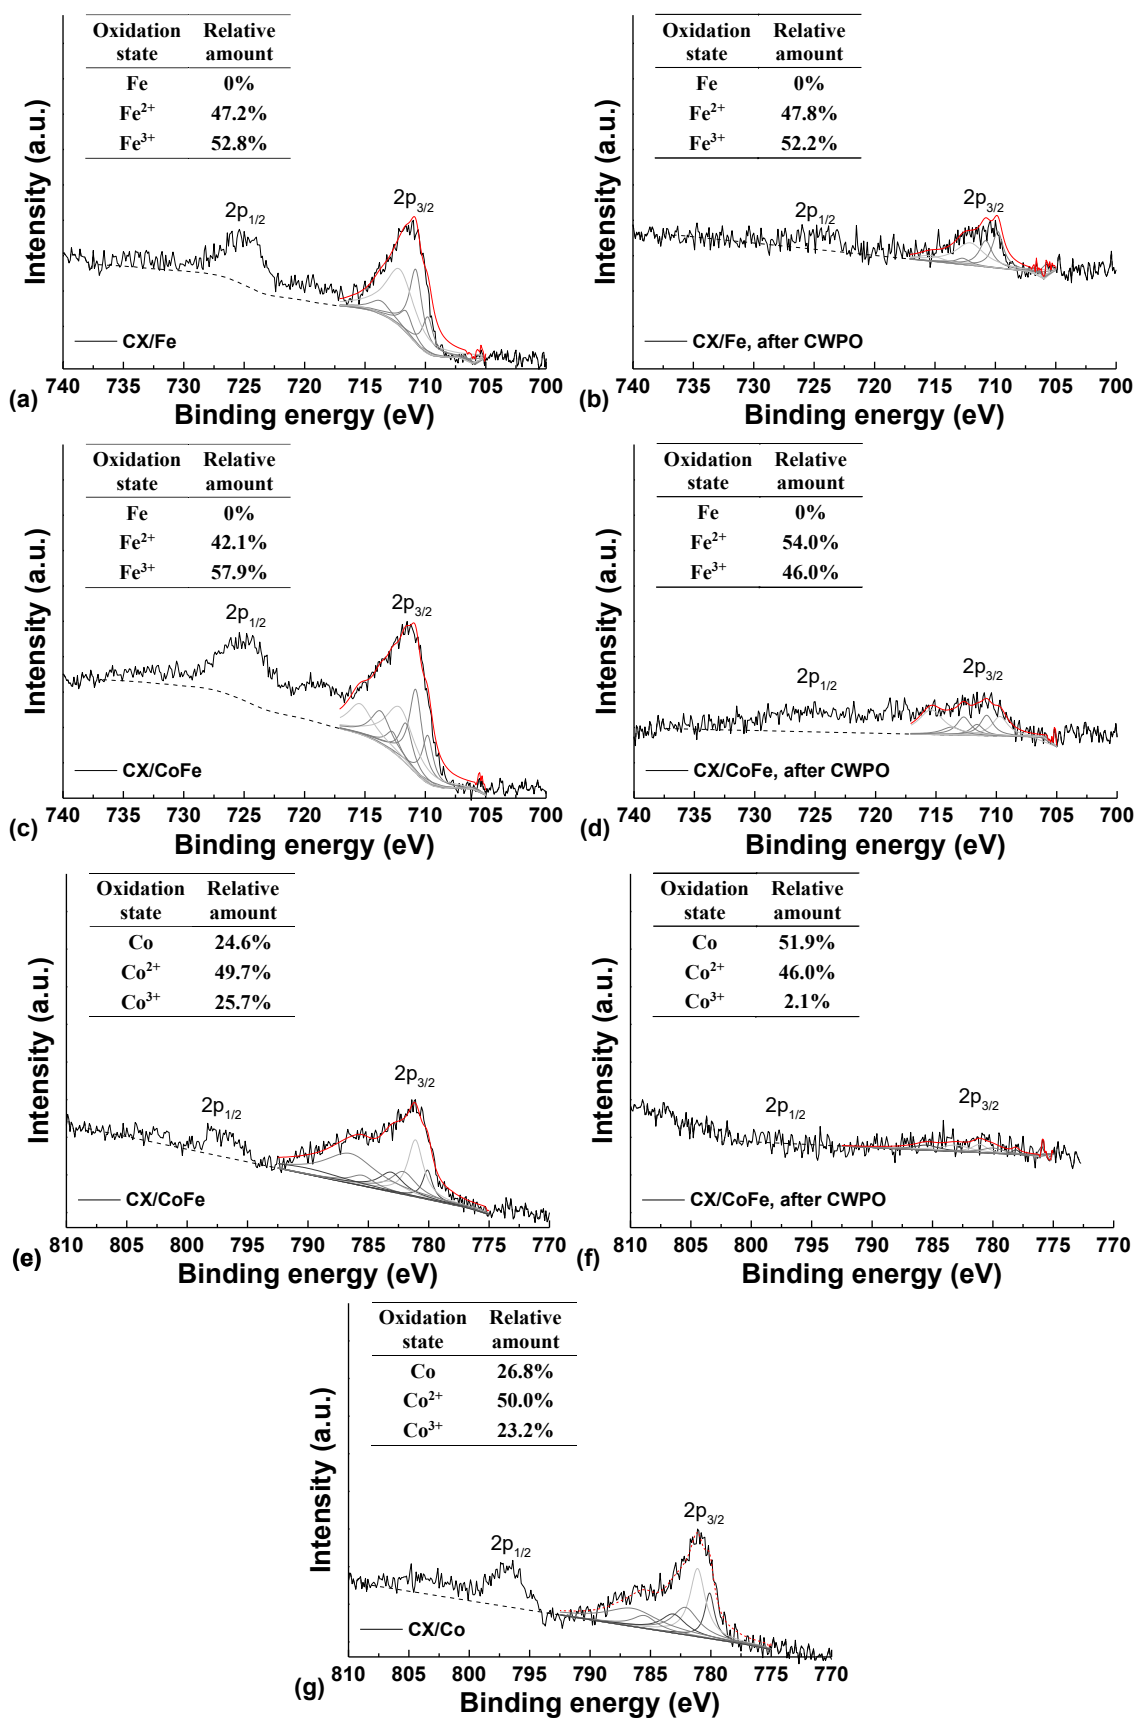 Oxidation Relative
state amount
Fe 0%
Fe2+ 47.2%
Fe3+ 52.8%
2p1/2
2p3/2
Intensity (a.u.)
CX/Fe
740 735 730 725 720 715 710 705 700
(a) Binding energy (eV)
Oxidation Relative
state amount
Fe 0%
Fe2+ 47.8%
Fe3+ 52.2%
2p1/2
2p3/2
Intensity (a.u.)
CX/Fe, after CWPO
740 735 730 725 720 715 710 705 700
(b) Binding energy (eV)
Oxidation Relative
state amount
Fe 0%
Fe2+ 42.1%
Fe3+ 57.9%
2p1/2
2p3/2
Intensity (a.u.)
CX/CoFe
740 735 730 725 720 715 710 705 700
(c) Binding energy (eV)
Oxidation Relative
state amount
Fe 0%
Fe2+ 54.0%
Fe3+ 46.0%
2p1/2
2p3/2
Intensity (a.u.)
CX/CoFe, after CWPO
740 735 730 725 720 715 710 705 700
(d) Binding energy (eV)
Oxidation Relative
state amount
Co 24.6%
Co2+ 49.7%
Co3+ 25.7%
2p1/2
2p3/2
Intensity (a.u.)
CX/CoFe
810 805 800 795 790 785 780 775 770
(e) Binding energy (eV)
Oxidation Relative
state amount
Co 51.9%
Co2+ 46.0%
Co3+ 2.1%
2p1/2
2p3/2
Intensity (a.u.)
CX/CoFe, after CWPO
810 805 800 795 790 785 780 775 770
(f) Binding energy (eV)
Oxidation Relative
state amount
Co 26.8%
Co2+ 50.0%
Co3+ 23.2%
2p1/2
2p3/2
Intensity (a.u.)
CX/Co
810 805 800 795 790 785 780 775 770
(g) Binding energy (eV)